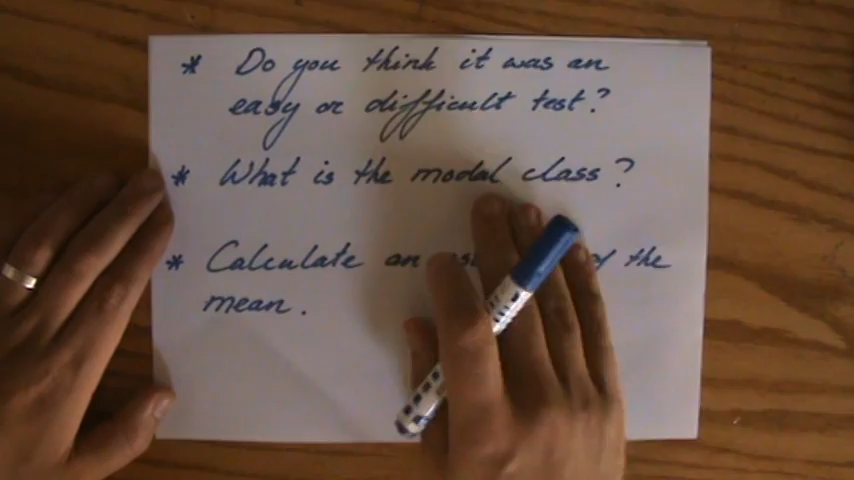 * Do you think it was an
easy or difficult test?
* What is the modal class?
* Calculate an of the
mean.